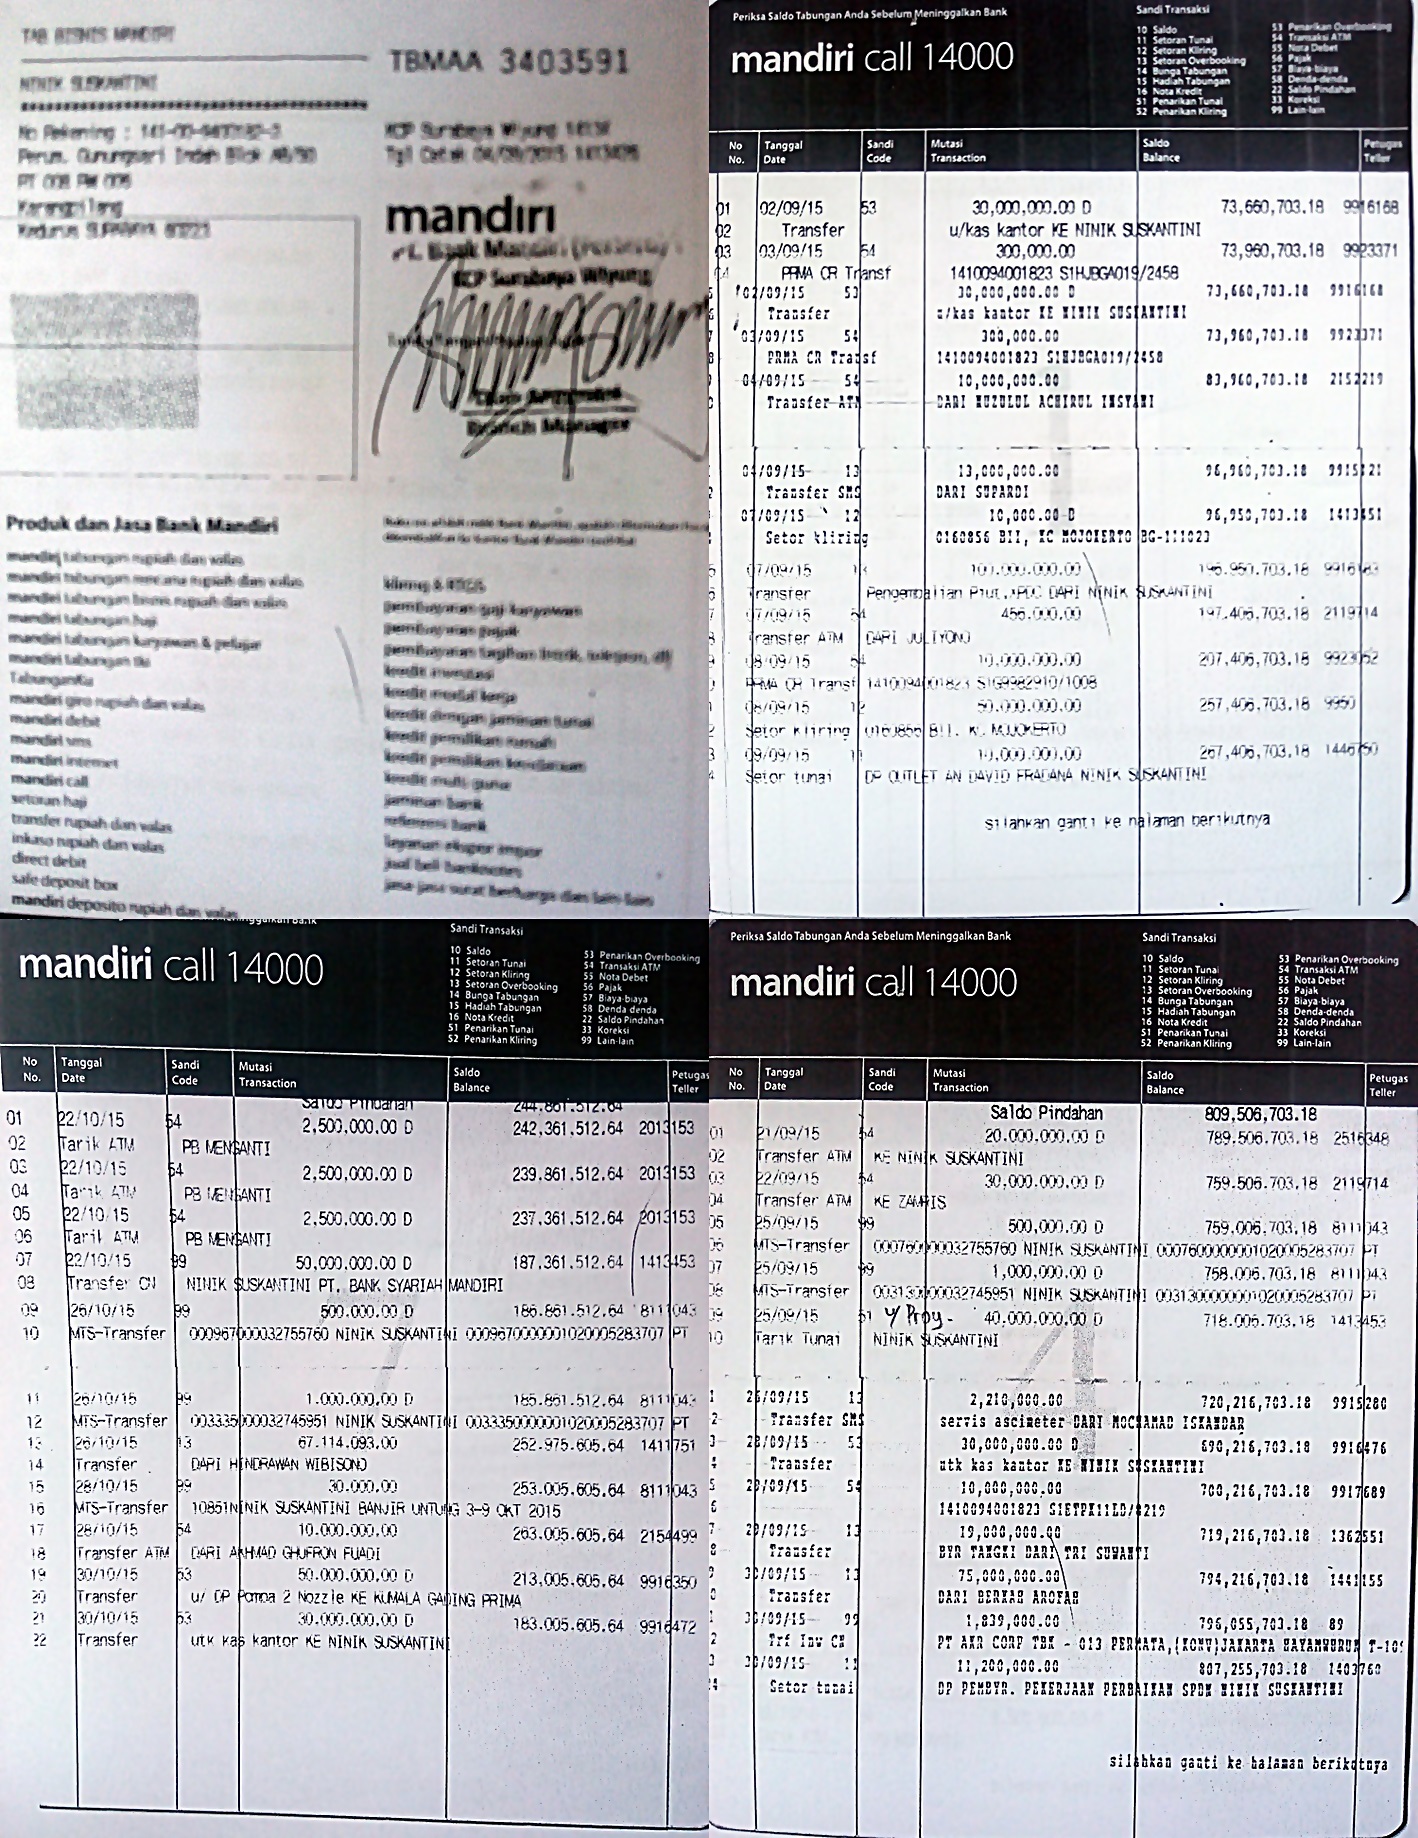 TAB BISNIS MANDIRI
NINIK SUSKANTINI
No Rekening :
Perum. Gunungsari Indah Blok
Karangpilang
Kedurus SURABAYA 60221
TBMAA 3403591
KCP Surabaya Wiyung
mandiri
KCP Surabaya Wiyung
Branch Manager
Produk dan Jasa Bank Mandiri
mandiri tabungan rupiah dan valas
mandiri tabungan rencana rupiah dan valas
mandiri tabungan bisnis rupiah dan valas
mandiri tabungan haji
mandiri tabungan karyawan & pelajar
mandiri tabungan tki
TabunganKu
mandiri giro rupiah dan valas
mandiri debit
mandiri sms
mandiri internet
mandiri call
setoran haji
transfer rupiah dan valas
inkaso rupiah dan valas
direct debit
safe deposit box
mandiri deposito rupiah dan valas
kliring & RTGS
pembayaran gaji karyawan
pembayaran pajak
pembayaran tagihan listrik, telepon, dll
kredit investasi
kredit modal kerja
kredit dengan jaminan tunai
kredit pemilikan rumah
kredit pemilikan kendaraan
kredit multi guna
jaminan bank
referensi bank
layanan ekspor impor
jual beli banknotes
jasa-jasa surat berharga dan lain-lain
Periksa Saldo Tabungan Anda Sebelum Meninggalkan Bank
mandiri call 14000
Sandi Transaksi
10 Saldo
11 Setoran Tunai
12 Setoran Kliring
13 Setoran Overbooking
14 Bunga Tabungan
15 Hadiah Tabungan
16 Nota Kredit
51 Penarikan Tunai
52 Penarikan Kliring
53 Penarikan Overbooking
54 Transaksi ATM
55 Nota Debet
56 Pajak
57 Biaya-biaya
58 Denda-denda
22 Saldo Pindahan
33 Koreksi
99 Lain-lain
No Tanggal Sandi Mutasi Saldo Petugas
No. Date Code Transaction Balance Teller
01 02/09/15 53 30,000,000.00 D 73,660,703.18 9916168
02 Transfer u/kas kantor KE NINIK SUSKANTINI
03 03/09/15 54 300,000.00 73,960,703.18 9923371
PRMA CR Transf 1410094001823 S1HJBGA019/2458
02/09/15 53 30,000,000.00 D 73,660,703.18 9916168
Transfer u/kas kantor KE NINIK SUSKANTINI
03/09/15 54 300,000.00 73,960,703.18 9923371
PRMA CR Transf 1410094001823 S1HJBGA019/2458
04/09/15 54 10,000,000.00 83,960,703.18 2152219
Transfer ATM DARI NUZULUL ACHIRUL INSYANI
04/09/15 13 13,000,000.00 96,960,703.18 9915121
Transfer SMS DARI SUPARDI
07/09/15 12 10,000.00 D 96,950,703.18 1413451
Setor kliring 0160856 BII, KC MOJOKERTO BG-111023
07/09/15 13 100.000.000.00 196.950.703.18
Transfer DARI NINIK SUSKANTINI
07/09/15 54 456.000.00 197.406.703.18 2119714
Transfer ATM DARI JULIYONO
08/09/15 54 10,000,000.00 207,406,703.18
PRMA CR Transf 1410094001823 S1G9982910/1008
08/09/15 12 50.000.000.00 257,406,703.18 9950
Setor kliring 0160856 BII. MOJOKERTO
09/09/15 11 10,000,000.00 267,406,703.18
Setor tunai DP OUTLET AN DAVID FRADANA NINIK SUSKANTINI
silahkan ganti ke halaman berikutnya
mandiri call 14000
Sandi Transaksi
10 Saldo
11 Setoran Tunai
12 Setoran Kliring
13 Setoran Overbooking
14 Bunga Tabungan
15 Hadiah Tabungan
16 Nota Kredit
51 Penarikan Tunai
52 Penarikan Kliring
53 Penarikan Overbooking
54 Transaksi ATM
55 Nota Debet
56 Pajak
57 Biaya-biaya
58 Denda denda
22 Saldo Pindahan
33 Koreksi
99 Lain-lain
No Tanggal Sandi Mutasi Saldo Petugas
No. Date Code Transaction Balance Teller
Saldo Pindahan 244.861.512.64
01 22/10/15 54 2,500,000.00 D 242,361,512.64 2013153
02 Tarik ATM PB MENGANTI
03 22/10/15 54 2,500,000.00 D 239.861,512.64 2013153
04 Tarik ATM PB MENGANTI
05 22/10/15 54 2,500,000.00 D 237,361,512.64 2013153
06 Tarik ATM PB MENGANTI
07 22/10/15 99 50,000,000.00 D 187,361,512.64 1413453
08 Transfer CN NINIK SUSKANTINI PT. BANK SYARIAH MANDIRI
09 26/10/15 99 500.000.00 D 186.861.512.64 8111043
10 MTS-Transfer 000967000032755760 NINIK SUSKANTINI 00096700000001020005283707 PT
11 26/10/15 99 1.000.000.00 D 185.861.512.64 8111043
12 MTS-Transfer 003335000032745951 NINIK SUSKANTINI 00333500000001020005283707 PT
13 26/10/15 13 67.114.093.00 252.975.605.64 1411751
14 Transfer DARI HINDRAWAN WIBISONO
15 28/10/15 99 30.000.00 253.005.605.64 8111043
16 MTS-Transfer 10851NINIK SUSKANTINI BANJIR UNTUNG 3-9 OKT 2015
17 28/10/15 54 10.000.000.00 263.005.605.64 2154499
18 Transfer ATM DARI AKHMAD GHUFRON FUADI
19 30/10/15 53 50.000.000.00 D 213,005,605.64 9916350
20 Transfer u/ DP Pompa 2 Nozzle KE KUMALA GADING PRIMA
21 30/10/15 53 30.000.000.00 D 183.005.605.64 9916472
22 Transfer utk kas kantor KE NINIK SUSKANTINI
Periksa Saldo Tabungan Anda Sebelum Meninggalkan Bank
mandiri call 14000
Sandi Transaksi
10 Saldo
11 Setoran Tunai
12 Setoran Kliring
13 Setoran Overbooking
14 Bunga Tabungan
15 Hadiah Tabungan
16 Nota Kredit
51 Penarikan Tunai
52 Penarikan Kliring
53 Penarikan Overbooking
54 Transaksi ATM
55 Nota Debet
56 Pajak
57 Biaya-biaya
58 Denda-denda
22 Saldo Pindahan
33 Koreksi
99 Lain-lain
No Tanggal Sandi Mutasi Saldo Petugas
No. Date Code Transaction Balance Teller
Saldo Pindahan 809,506,703.18
01 21/09/15 54 20.000.000.00 D 789.506.703.18 2516348
02 Transfer ATM KE NINIK SUSKANTINI
03 22/09/15 54 30,000,000.00 D 759.506.703.18 2119714
04 Transfer ATM KE ZAMRIS
05 25/09/15 99 500,000.00 D 759,006,703.18 8111043
06 MTS-Transfer 000760000032755760 NINIK SUSKANTINI 00076000000001020005283707 PT
07 25/09/15 99 1,000,000.00 D 758.006.703.18 8111043
08 MTS-Transfer 003130000032745951 NINIK SUSKANTINI 00313000000001020005283707 PT
09 25/09/15 51 u/ Proy- 40,000,000.00 D 718.006.703.18 1413453
10 Tarik Tunai NINIK SUSKANTINI
26/09/15 13 2,210,000.00 720,216,703.18 9915280
Transfer SMS servis ascimeter DARI MOCHAMAD ISKANDAR
28/09/15 53 30,000,000.00 D 690,216,703.18 9916476
Transfer utk kas kantor KE NINIK SUSKANTINI
28/09/15 54 10,000,000.00 700,216,703.18 9917689
1410094001823 S1ETPK11LD/8219
29/09/15 13 19,000,000.00 719,216,703.18 1362551
Transfer BYR TANGKI DARI TRI SUWANTI
30/09/15 13 75,000,000.00 794,216,703.18 1441155
Transfer DARI BERKAH AROFAH
30/09/15 99 1,839,000.00 796,055,703.18 89
Trf Inw CN PT AKR CORP TBK - 013 PERMATA,(KONV)JAKARTA HAYAMWURUK
30/09/15 11 11,200,000.00 807,255,703.18 1403760
Setor tunai DP PEMBYR. PEKERJAAN PERBAIKAN SPDN NINIK SUSKANTINI
silahkan ganti ke halaman berikutnya